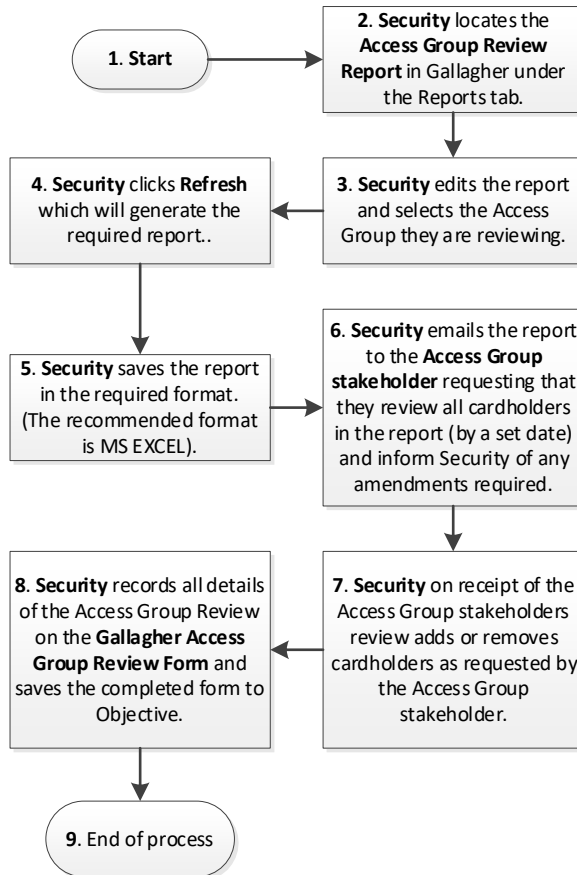 1. Start
2. Security locates the
Access Group Review
Report in Gallagher under
the Reports tab.
3. Security edits the report
and selects the Access
Group they are reviewing.
4. Security clicks Refresh
which will generate the
required report..
5. Security saves the report
in the required format.
(The recommended format
is MS EXCEL).
6. Security emails the report
to the Access Group
stakeholder requesting that
they review all cardholders
in the report (by a set date)
and inform Security of any
amendments required.
7. Security on receipt of the
Access Group stakeholders
review adds or removes
cardholders as requested by
the Access Group
stakeholder.
8. Security records all details
of the Access Group Review
on the Gallagher Access
Group Review Form and
saves the completed form to
Objective.
9. End of process